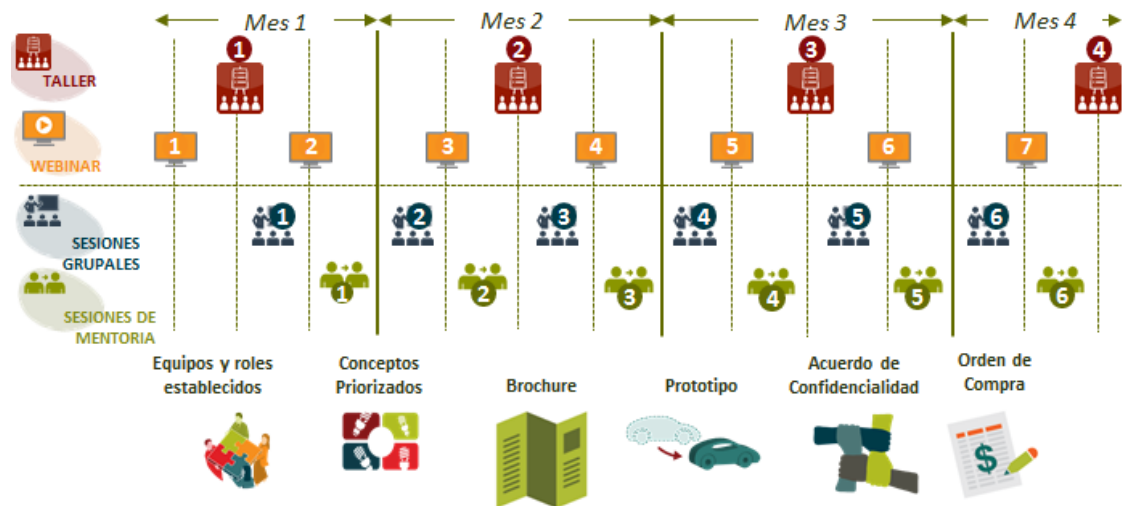 Mes 1
Mes 2
Mes 3
Mes 4
TALLER
1
2
3
4
WEBINAR
1
2
3
4
5
6
7
SESIONES
GRUPALES
1
2
3
4
5
6
SESIONES DE
MENTORIA
1
2
3
4
5
6
Equipos y roles
establecidos
Conceptos
Priorizados
Brochure
Prototipo
Acuerdo de
Confidencialidad
Orden de
Compra
$